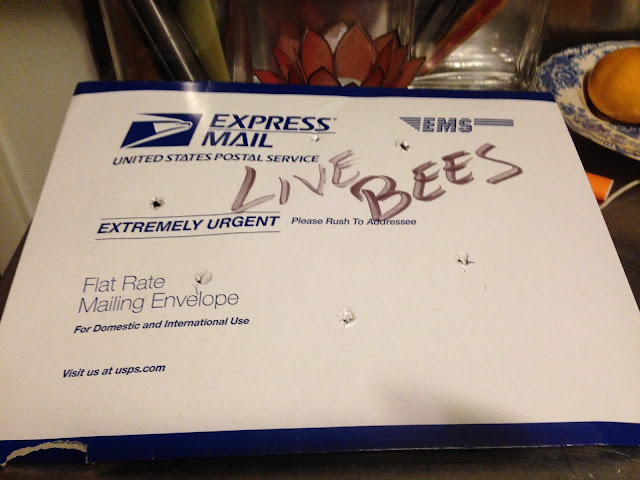 EXPRESS
MAIL
UNITED STATES POSTAL SERVICE
EMS
LIVE BEES
EXTREMELY URGENT Please Rush To Addressee
Flat Rate
Mailing Envelope
For Domestic and International Use
Visit us at usps.com